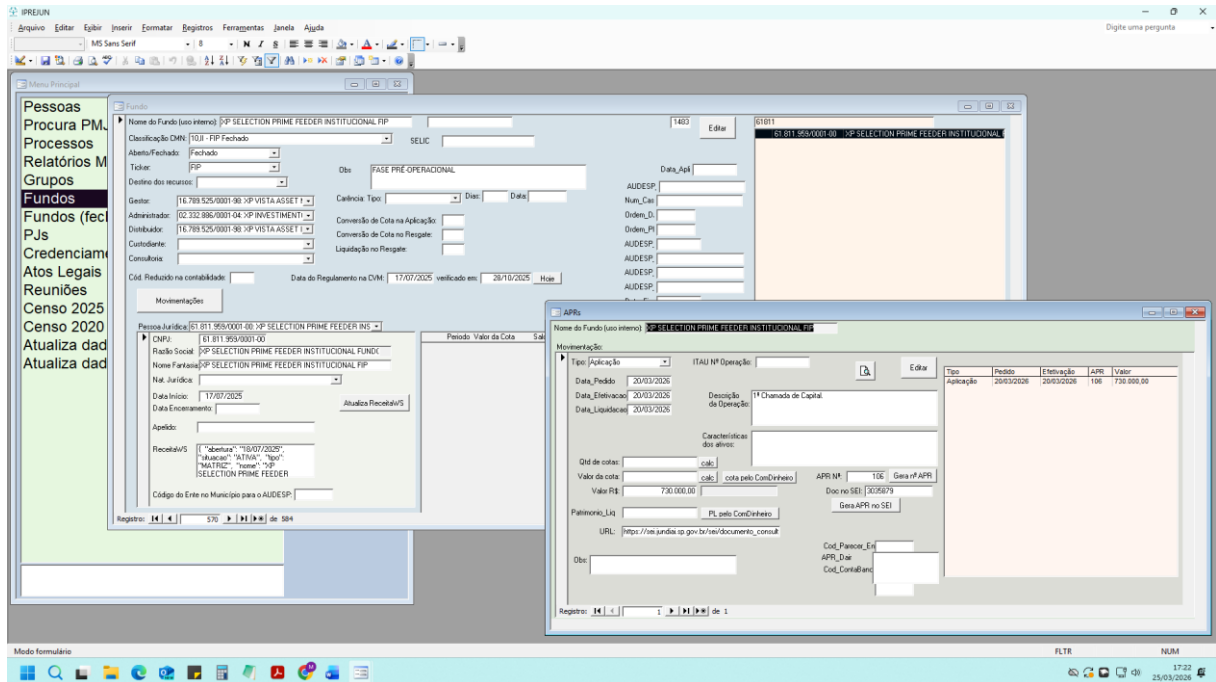 IPREJUN
Arquivo Editar Exibir Inserir Formatar Registros Ferramentas Janela Ajuda
Digite uma pergunta
MS Sans Serif 8 N I S
Menu Principal
Pessoas
Procura PMJ
Processos
Relatórios M
Grupos
Fundos
Fundos (fecl
PJs
Credenciame
Atos Legais
Reuniões
Censo 2025
Censo 2020
Atualiza dad
Atualiza dad
Fundo
Nome do Fundo (uso interno): XP SELECTION PRIME FEEDER INSTITUCIONAL FIP
1483
Editar
Classificação CMN: 10,II - FIP Fechado
SELIC
Aberto/Fechado: Fechado
Ticker: FIP
Obs FASE PRÉ-OPERACIONAL
Data_Apli
Destino dos recursos:
Gestor: 16.789.525/0001-98: XP VISTA ASSET M
Carência: Tipo: Dias: Data:
Administrador: 02.332.886/0001-04: XP INVESTIMENTI
Distribuidor: 16.789.525/0001-98: XP VISTA ASSET I
Custodiante:
Consultoria:
Conversão de Cota na Aplicação:
Conversão de Cota no Resgate:
Liquidação no Resgate:
AUDESP_
Num_Cas
Ordem_D.
Ordem_Pl
AUDESP_
AUDESP_
AUDESP_
AUDESP_
Cód. Reduzido na contabilidade:
Data do Regulamento na CVM: 17/07/2025 verificado em: 28/10/2025 Hoje
Movimentações
61811
61.811.959/0001-00 XP SELECTION PRIME FEEDER INSTITUCIONAL F
Pessoa Jurídica: 61.811.959/0001-00: XP SELECTION PRIME FEEDER INS
CNPJ: 61.811.959/0001-00
Razão Social: XP SELECTION PRIME FEEDER INSTITUCIONAL FUNDC
Nome Fantasia: XP SELECTION PRIME FEEDER INSTITUCIONAL FIP
Nat. Jurídica:
Data Início: 17/07/2025
Data Encerramento:
Atualiza ReceitaWS
Apelido:
ReceitaWS { "abertura": "18/07/2025",
"situacao": "ATIVA", "tipo":
"MATRIZ", "nome": "XP
SELECTION PRIME FEEDER
Código do Ente no Município para o AUDESP:
Periodo Valor da Cota Sal
Registro: 570 de 584
APRs
Nome do Fundo (uso interno): XP SELECTION PRIME FEEDER INSTITUCIONAL FIP
Movimentação:
Tipo: Aplicação
ITAU Nº Operação:
Editar
Data_Pedido 20/03/2026
Data_Efetivacao 20/03/2026
Data_Liquidacao 20/03/2026
Descrição
da Operação:
1ª Chamada de Capital.
Características
dos ativos:
Qtd de cotas: calc
Valor da cota: calc cota pelo ComDinheiro
APR Nº: 106 Gera nº APR
Valor R$ 730.000,00
Doc no SEI: 3035879
Gera APR no SEI
Patrimonio_Liq PL pelo ComDinheiro
URL: https://sei.jundiai.sp.gov.br/sei/documento_consult
Obs:
Cod_Parecer_En
APR_Dair
Cod_ContaBanc
Tipo Pedido Efetivação APR Valor
Aplicação 20/03/2026 20/03/2026 106 730.000,00
Registro: 1 de 1
Modo formulário
FLTR NUM
17:22
25/03/2026